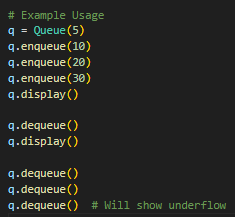 # Example Usage
q = Queue(5)
q.enqueue(10)
q.enqueue(20)
q.enqueue(30)
q.display()

q.dequeue()
q.display()

q.dequeue()
q.dequeue()
q.dequeue()  # Will show underflow